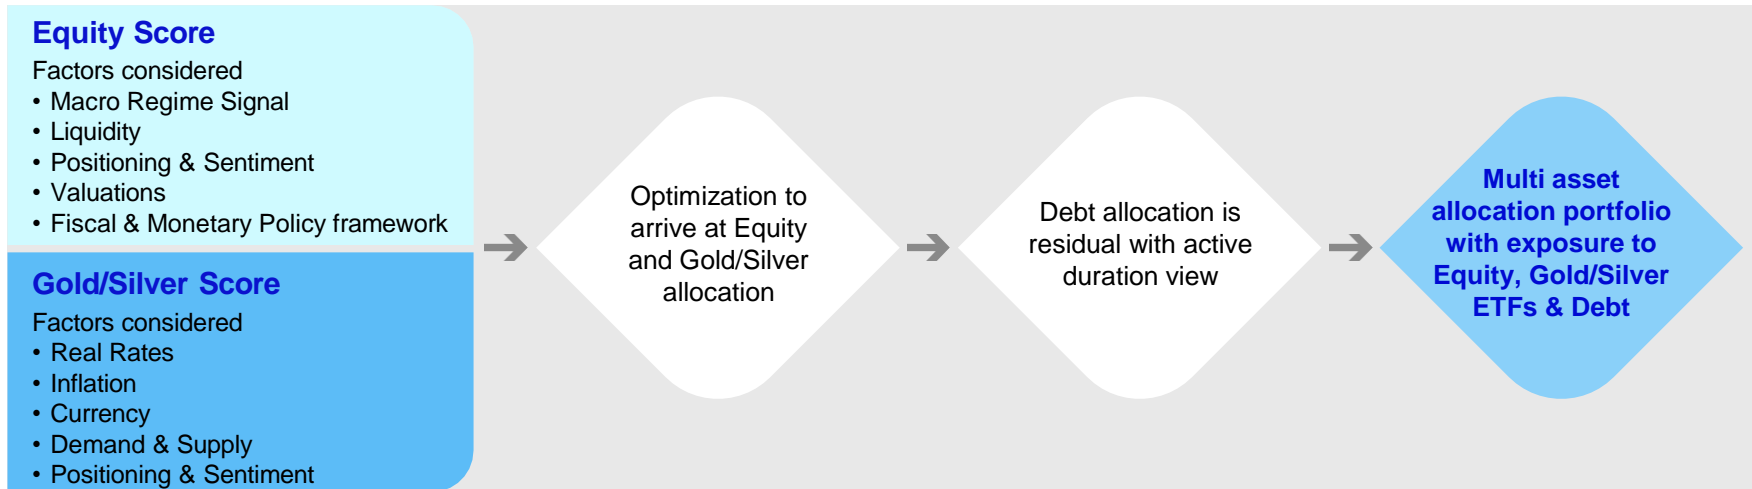 Equity Score
Factors considered
• Macro Regime Signal
• Liquidity
• Positioning & Sentiment
• Valuations
• Fiscal & Monetary Policy framework
Gold/Silver Score
Factors considered
• Real Rates
• Inflation
• Currency
• Demand & Supply
• Positioning & Sentiment
Optimization to
arrive at Equity
and Gold/Silver
allocation
Debt allocation is
residual with active
duration view
Multi asset
allocation portfolio
with exposure to
Equity, Gold/Silver
ETFs & Debt